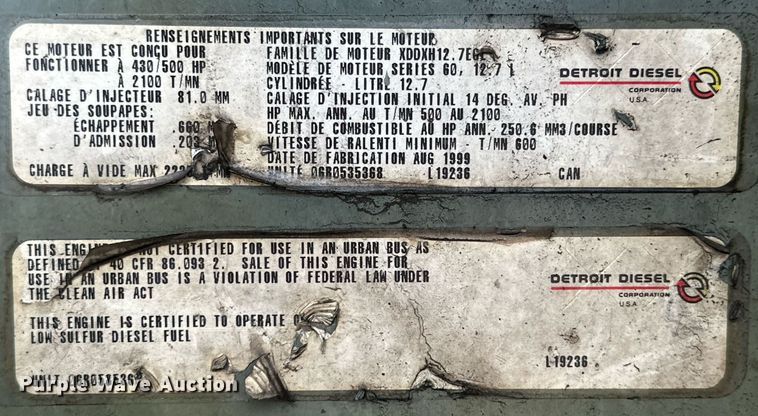 RENSEIGNEMENTS IMPORTANTS SUR LE MOTEUR
CE MOTEUR EST CONÇU POUR
FONCTIONNER À 430/500 HP
À 2100 T/MN
CALAGE D'INJECTEUR 81.0 MM
JEU DES SOUPAPES:
ÉCHAPPEMENT .660
D'ADMISSION .203
CHARGE À VIDE MAX
FAMILLE DE MOTEUR XDDXH12.7EGL
MODÈLE DE MOTEUR SERIES 60, 12.7 L
CYLINDRÉE - LITRE 12.7
CALAGE D'INJECTION INITIAL 14 DEG. AV. PH
HP MAX. ANN. AU T/MN 500 AU 2100
DÉBIT DE COMBUSTIBLE AU HP ANN. 250.6 MM3/COURSE
VITESSE DE RALENTI MINIMUM - T/MN 600
DATE DE FABRICATION AUG 1999
UNITÉ 06R0535368 L19236 CAN
DETROIT DIESEL
CORPORATION
U.S.A.
THIS ENGINE NOT CERTIFIED FOR USE IN AN URBAN BUS AS
DEFINED AT 40 CFR 86.093 2. SALE OF THIS ENGINE FOR
USE IN AN URBAN BUS IS A VIOLATION OF FEDERAL LAW UNDER
THE CLEAN AIR ACT
THIS ENGINE IS CERTIFIED TO OPERATE
LOW SULFUR DIESEL FUEL
UNIT
L19236
DETROIT DIESEL
CORPORATION
U.S.A.
Purple Wave Auction